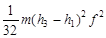 1/32 m(h₃ − h₁)² f²